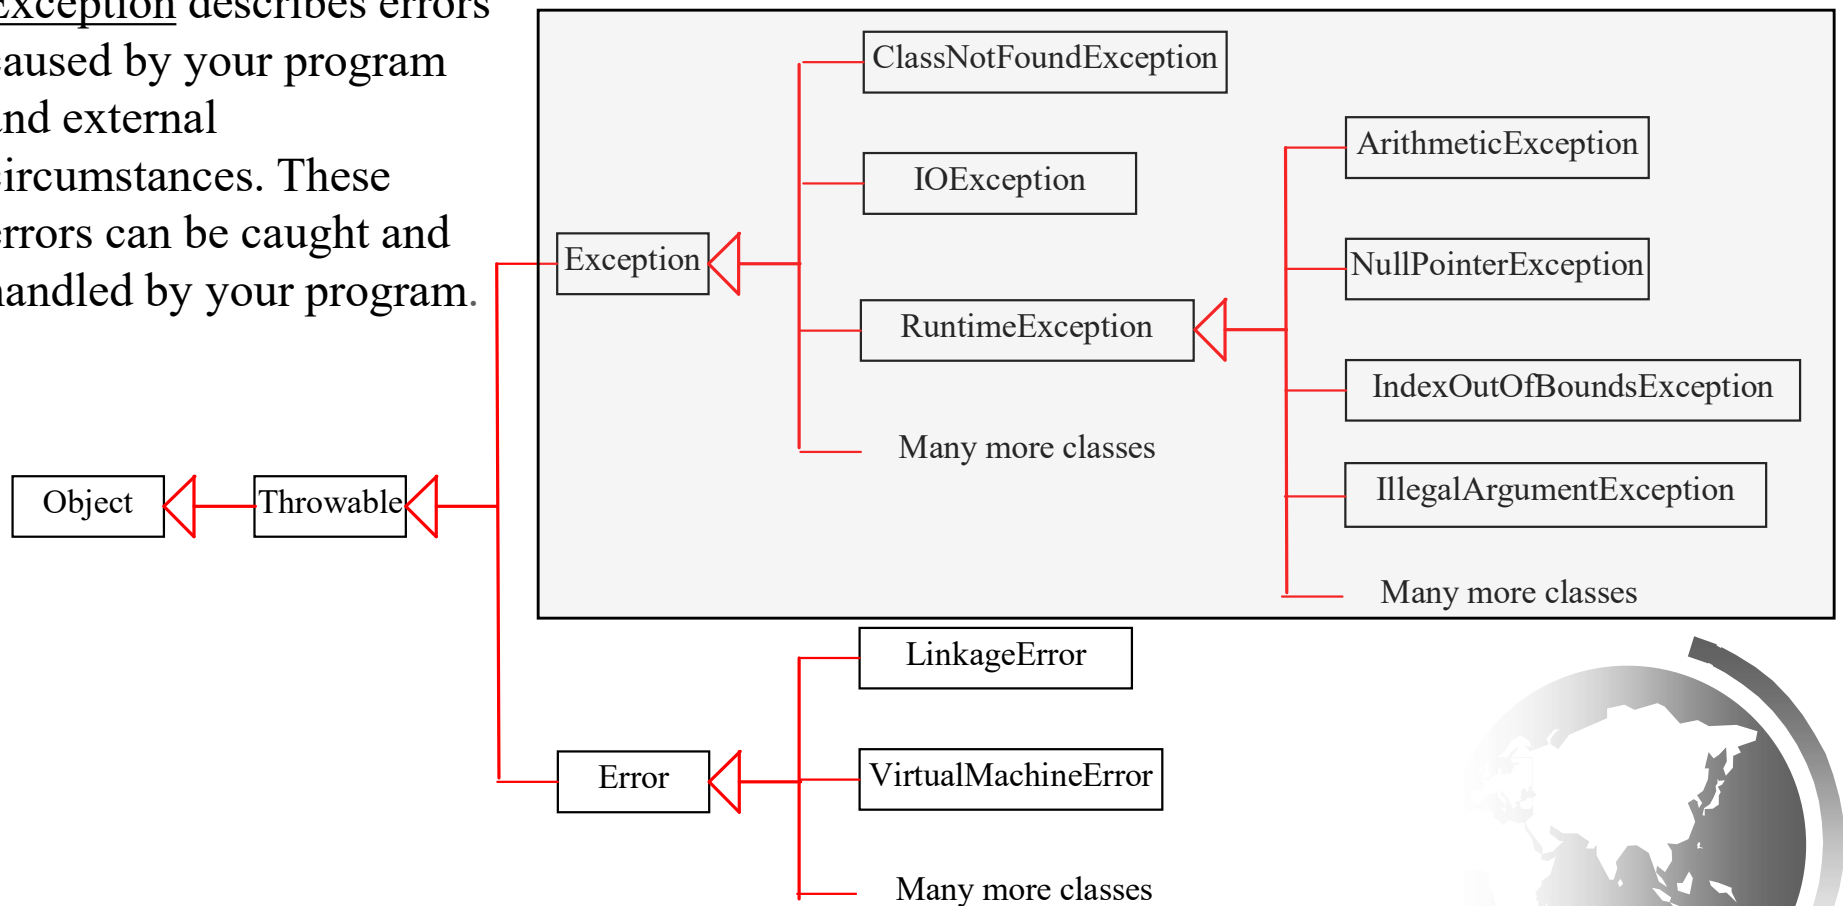 Exception describes errors
caused by your program
and external
circumstances. These
errors can be caught and
handled by your program.
ClassNotFoundException
IOException
Exception
RuntimeException
Many more classes
ArithmeticException
NullPointerException
IndexOutOfBoundsException
IllegalArgumentException
Many more classes
Object
Throwable
LinkageError
Error
VirtualMachineError
Many more classes